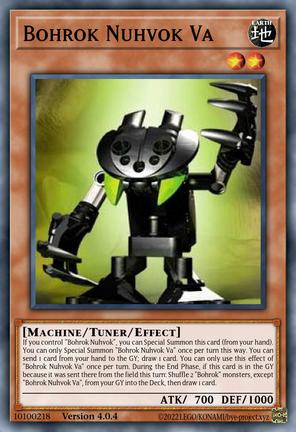 Bohrok Nuhvok Va
EARTH
地
[Machine/Tuner/Effect]
If you control "Bohrok Nuhvok", you can Special Summon this card (from your hand).
You can only Special Summon "Bohrok Nuhvok Va" once per turn this way. You can
send 1 card from your hand to the GY; draw 1 card. You can only use this effect of
"Bohrok Nuhvok Va" once per turn. During the End Phase, if this card is in the GY
because it was sent there from the field this turn: Shuffle 2 "Bohrok" monsters, except
"Bohrok Nuhvok Va", from your GY into the Deck, then draw 1 card.
ATK/ 700 DEF/1000
10100218 Version 4.0.4 ©2022 LEGO/KONAMI/bye-project.xyz